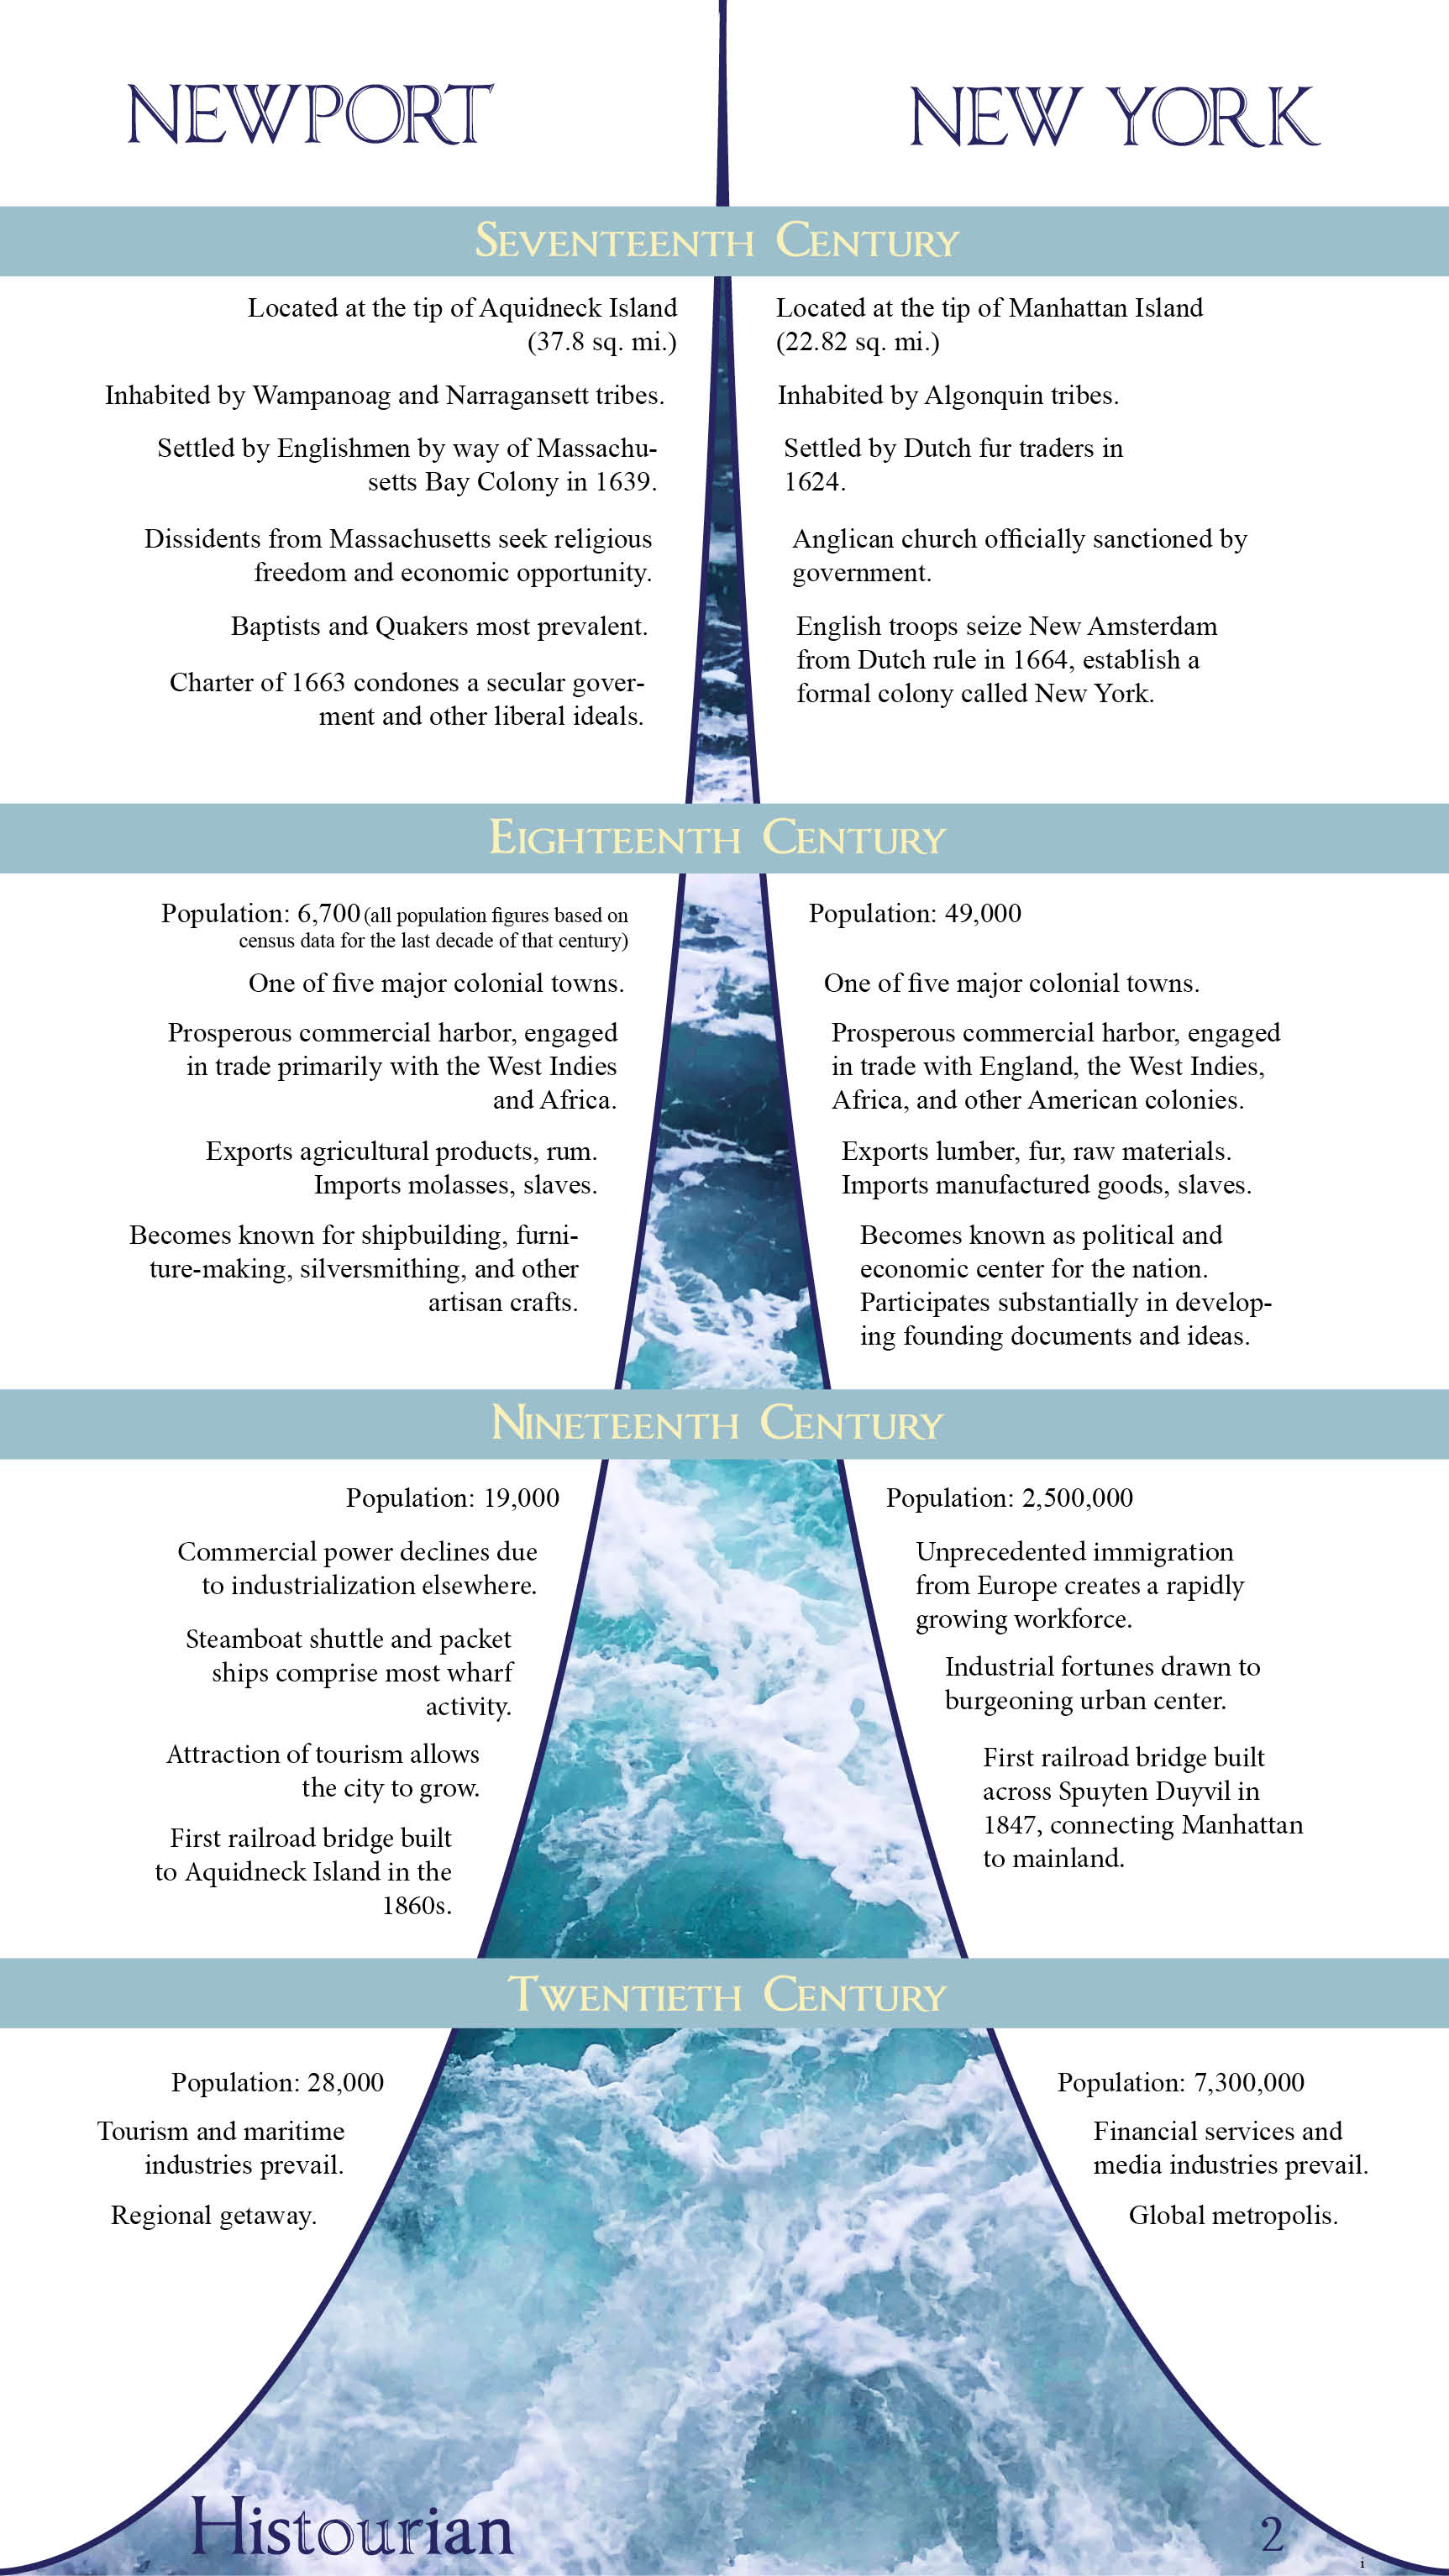 NEWPORT
NEW YORK
Seventeenth Century
Located at the tip of Aquidneck Island
(37.8 sq. mi.)
Inhabited by Wampanoag and Narragansett tribes.
Settled by Englishmen by way of Massachu-
setts Bay Colony in 1639.
Dissidents from Massachusetts seek religious
freedom and economic opportunity.
Baptists and Quakers most prevalent.
Charter of 1663 condones a secular gover-
ment and other liberal ideals.
Located at the tip of Manhattan Island
(22.82 sq. mi.)
Inhabited by Algonquin tribes.
Settled by Dutch fur traders in
1624.
Anglican church officially sanctioned by
government.
English troops seize New Amsterdam
from Dutch rule in 1664, establish a
formal colony called New York.
Eighteenth Century
Population: 6,700 (all population figures based on
census data for the last decade of that century)
One of five major colonial towns.
Prosperous commercial harbor, engaged
in trade primarily with the West Indies
and Africa.
Exports agricultural products, rum.
Imports molasses, slaves.
Becomes known for shipbuilding, furni-
ture-making, silversmithing, and other
artisan crafts.
Population: 49,000
One of five major colonial towns.
Prosperous commercial harbor, engaged
in trade with England, the West Indies,
Africa, and other American colonies.
Exports lumber, fur, raw materials.
Imports manufactured goods, slaves.
Becomes known as political and
economic center for the nation.
Participates substantially in develop-
ing founding documents and ideas.
Nineteenth Century
Population: 19,000
Commercial power declines due
to industrialization elsewhere.
Steamboat shuttle and packet
ships comprise most wharf
activity.
Attraction of tourism allows
the city to grow.
First railroad bridge built
to Aquidneck Island in the
1860s.
Population: 2,500,000
Unprecedented immigration
from Europe creates a rapidly
growing workforce.
Industrial fortunes drawn to
burgeoning urban center.
First railroad bridge built
across Spuyten Duyvil in
1847, connecting Manhattan
to mainland.
Twentieth Century
Population: 28,000
Tourism and maritime
industries prevail.
Regional getaway.
Population: 7,300,000
Financial services and
media industries prevail.
Global metropolis.
Histourian
2
i